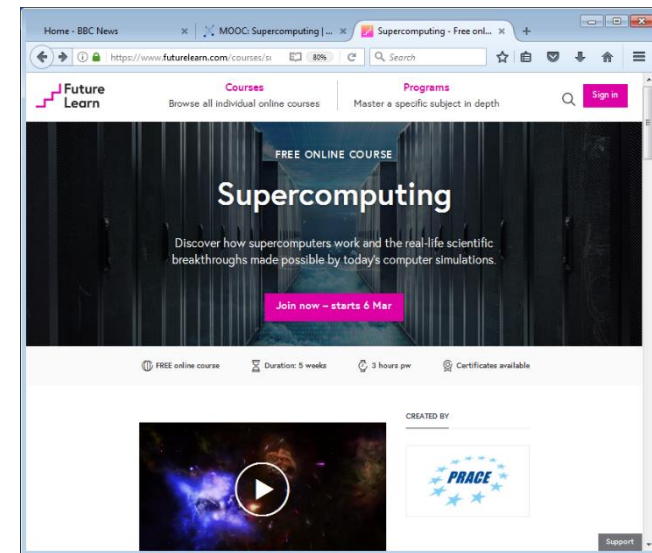 Home - BBC News
MOOC: Supercomputing | ...
Supercomputing - Free onl...
https://www.futurelearn.com/courses/su
80%
Search
Future
Learn
Courses
Browse all individual online courses
Programs
Master a specific subject in depth
Sign in
FREE ONLINE COURSE
Supercomputing
Discover how supercomputers work and the real-life scientific
breakthroughs made possible by today's computer simulations.
Join now – starts 6 Mar
FREE online course
Duration: 5 weeks
3 hours pw
Certificates available
CREATED BY
PRACE
Support